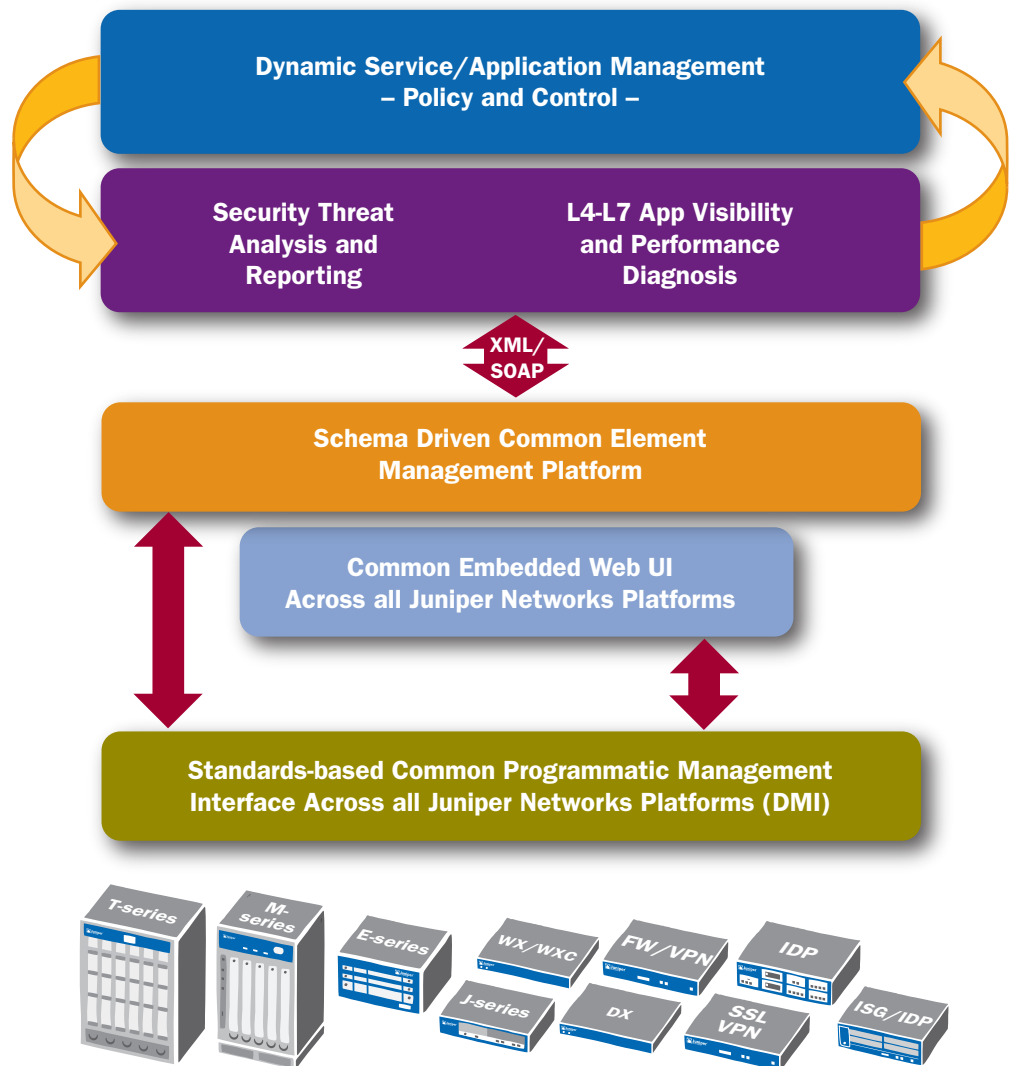 Dynamic Service/Application Management
– Policy and Control –
Security Threat
Analysis and
Reporting
L4-L7 App Visibility
and Performance
Diagnosis
XML/
SOAP
Schema Driven Common Element
Management Platform
Common Embedded Web UI
Across all Juniper Networks Platforms
Standards-based Common Programmatic Management
Interface Across all Juniper Networks Platforms (DMI)
T-series
M-
series
E-series
WX/WXC
FW/VPN
IDP
J-series
DX
SSL
VPN
ISG/IDP